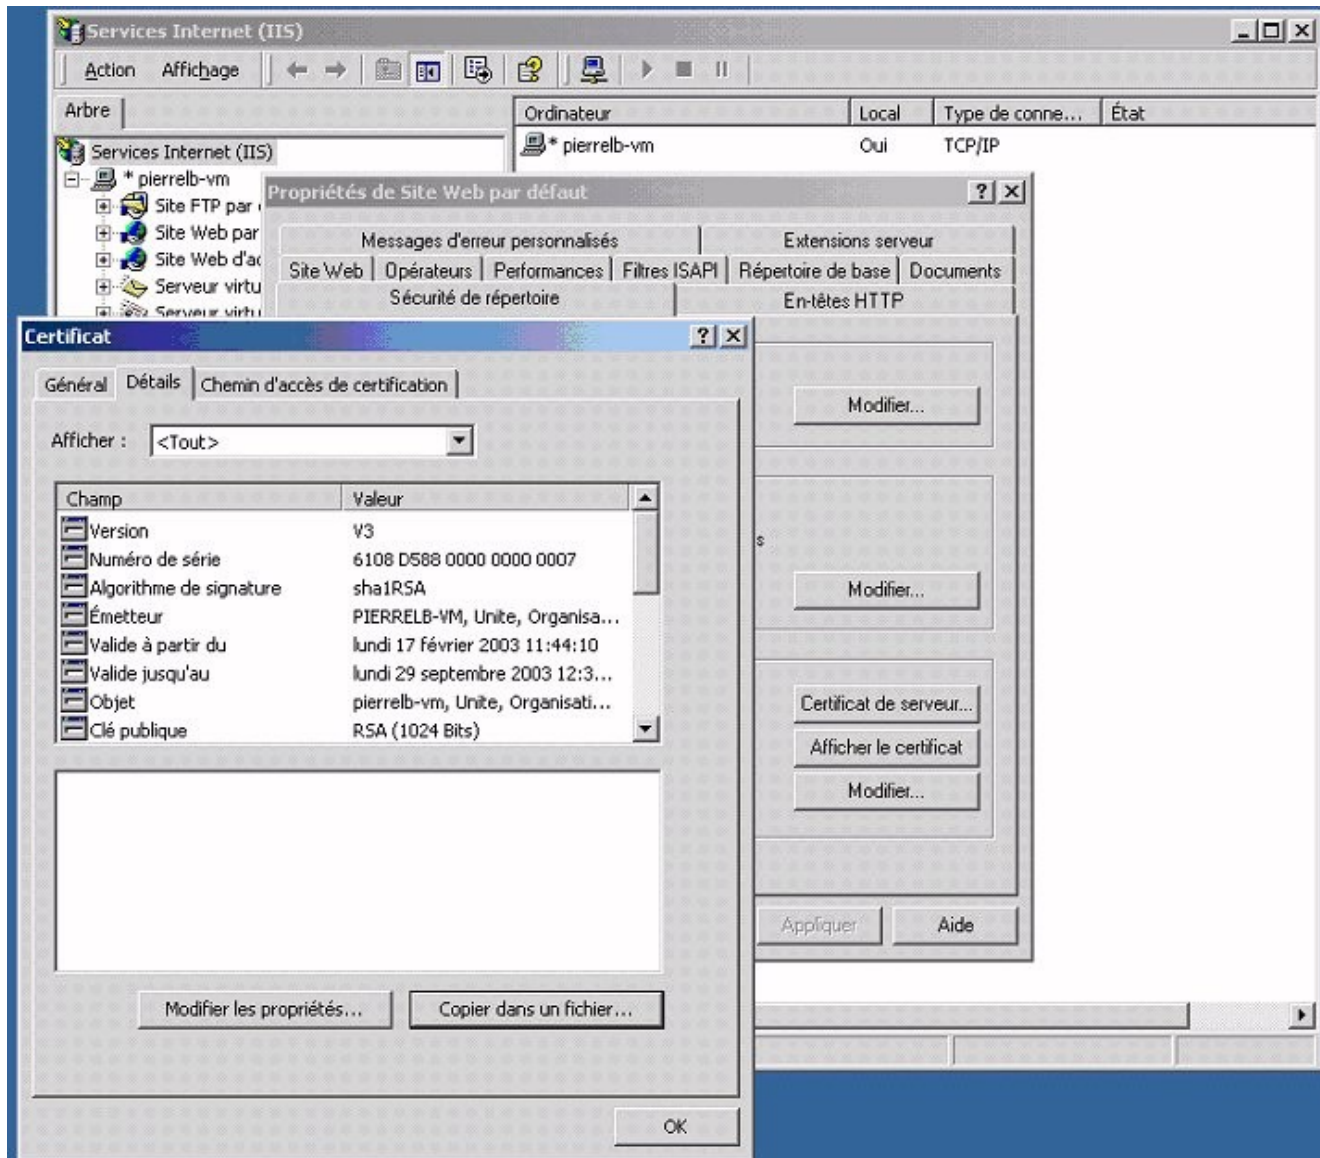 Services Internet (IIS)
Action Affichage
Arbre
Ordinateur Local Type de conne... État
Services Internet (IIS)
* pierrelb-vm Oui TCP/IP
* pierrelb-vm
Propriétés de Site Web par défaut
Site FTP par
Site Web par
Site Web d'ac
Serveur virtu
Serveur virtu
Messages d'erreur personnalisés Extensions serveur
Site Web Opérateurs Performances Filtres ISAPI Répertoire de base Documents
Sécurité de répertoire En-têtes HTTP
Certificat
Général Détails Chemin d'accès de certification
Afficher : <Tout>
Champ Valeur
Version V3
Numéro de série 6108 D588 0000 0000 0007
Algorithme de signature sha1RSA
Émetteur PIERRELB-VM, Unite, Organisa...
Valide à partir du lundi 17 février 2003 11:44:10
Valide jusqu'au lundi 29 septembre 2003 12:3...
Objet pierrelb-vm, Unite, Organisati...
Clé publique RSA (1024 Bits)
Modifier les propriétés... Copier dans un fichier...
OK
Modifier...
s
Modifier...
Certificat de serveur...
Afficher le certificat
Modifier...
Appliquer Aide